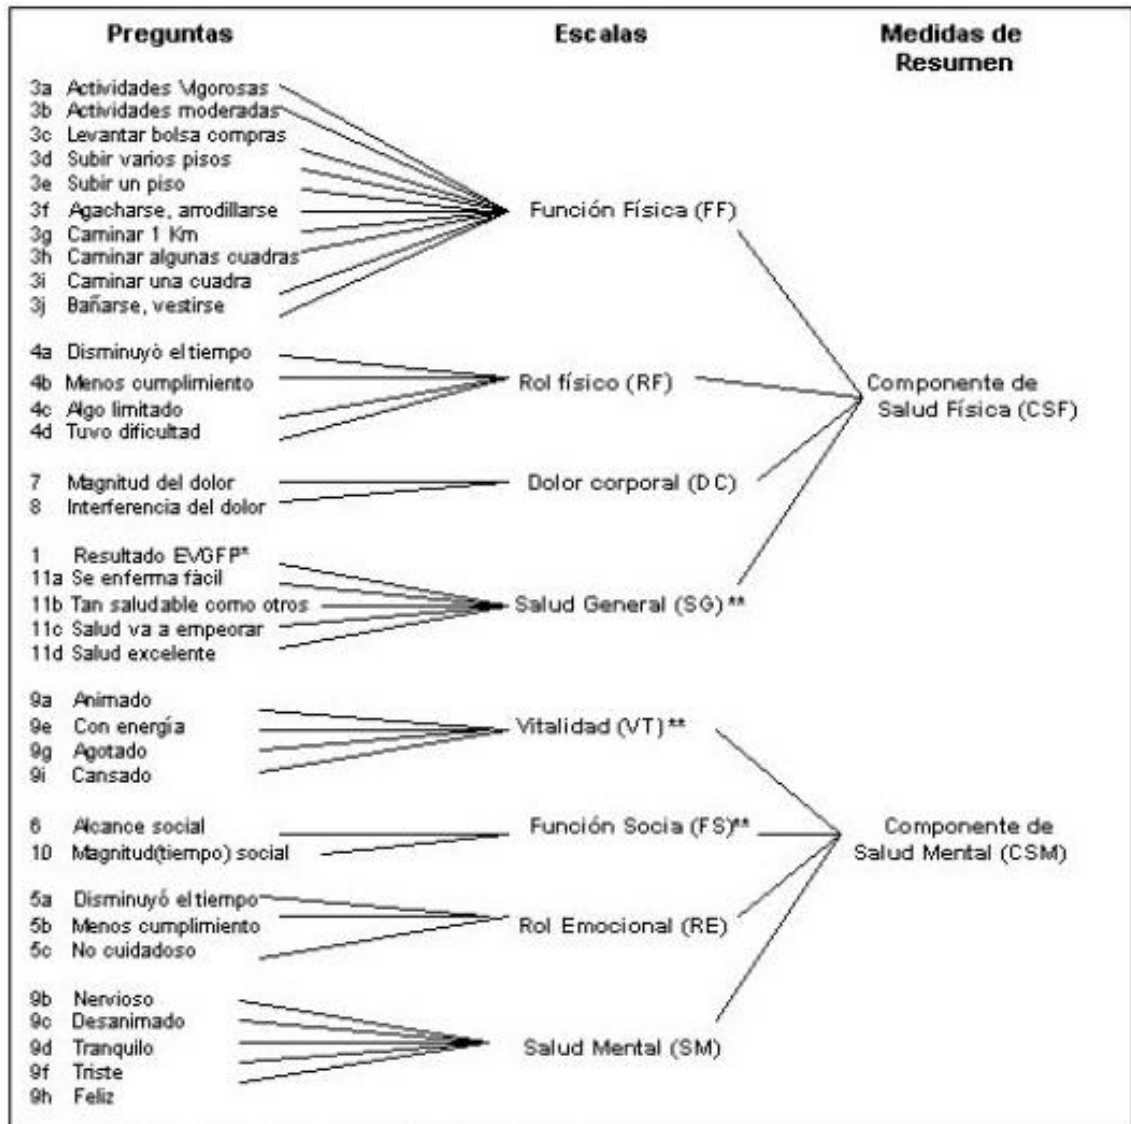 Preguntas
Escalas
Medidas de
Resumen
3a Actividades Vigorosas
3b Actividades moderadas
3c Levantar bolsa compras
3d Subir varios pisos
3e Subir un piso
3f Agacharse, arrodillarse
3g Caminar 1 Km
3h Caminar algunas cuadras
3i Caminar una cuadra
3j Bañarse, vestirse
Función Física (FF)
4a Disminuyó el tiempo
4b Menos cumplimiento
4c Algo limitado
4d Tuvo dificultad
Rol físico (RF)
7 Magnitud del dolor
8 Interferencia del dolor
Dolor corporal (DC)
1 Resultado EVGFP*
11a Se enferma fácil
11b Tan saludable como otros
11c Salud va a empeorar
11d Salud excelente
Salud General (SG)**
Componente de
Salud Física (CSF)
9a Animado
9e Con energía
9g Agotado
9i Cansado
Vitalidad (VT)**
6 Alcance social
10 Magnitud(tiempo) social
Función Socia (FS)**
5a Disminuyó el tiempo
5b Menos cumplimiento
5c No cuidadoso
Rol Emocional (RE)
9b Nervioso
9c Desanimado
9d Tranquilo
9f Triste
9h Feliz
Salud Mental (SM)
Componente de
Salud Mental (CSM)